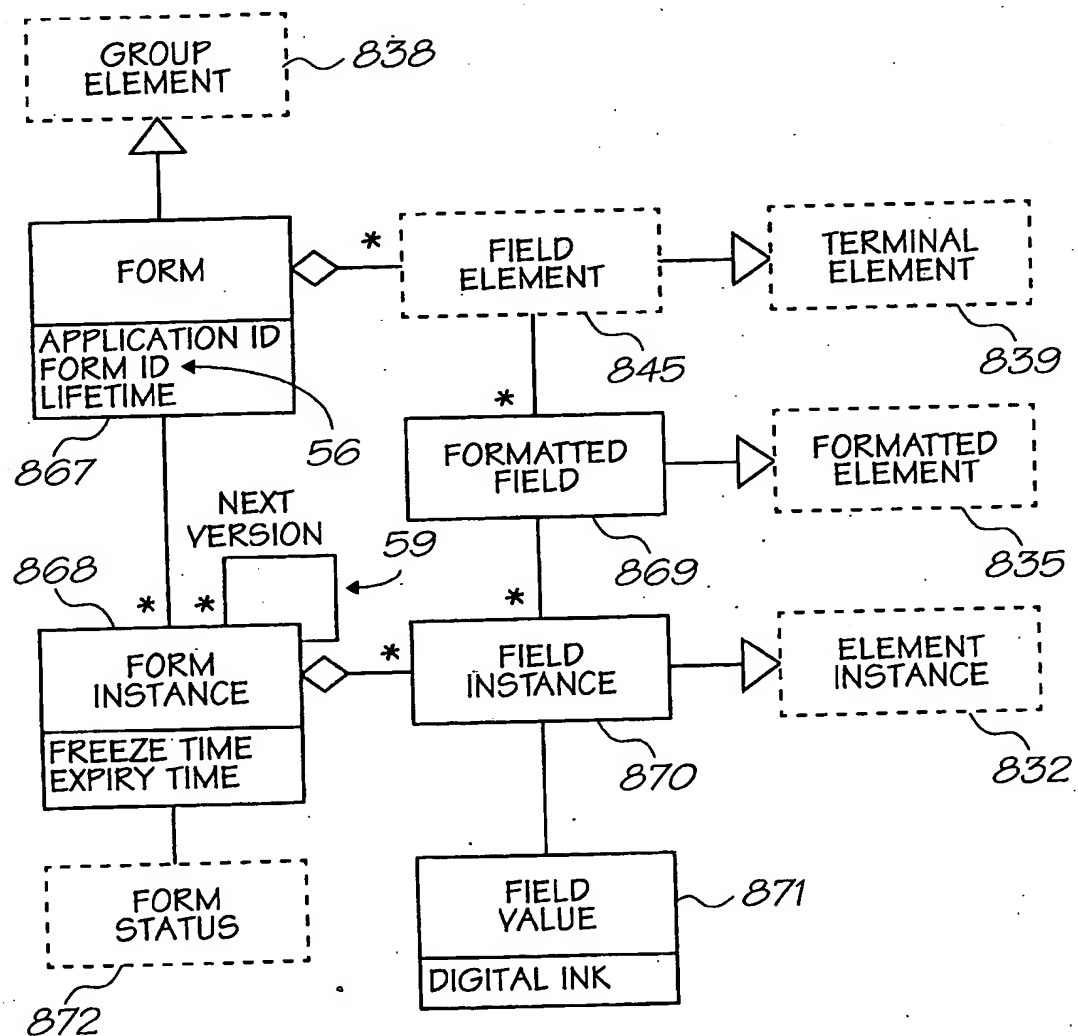 GROUP
ELEMENT
838
FORM
*
FIELD
ELEMENT
TERMINAL
ELEMENT
APPLICATION ID
FORM ID
LIFETIME
845
839
867
56
*
FORMATTED
FIELD
FORMATTED
ELEMENT
NEXT
VERSION
59
869
835
868
*
*
*
FORM
INSTANCE
*
FIELD
INSTANCE
ELEMENT
INSTANCE
FREEZE TIME
EXPIRY TIME
870
832
FORM
STATUS
FIELD
VALUE
871
DIGITAL INK
872